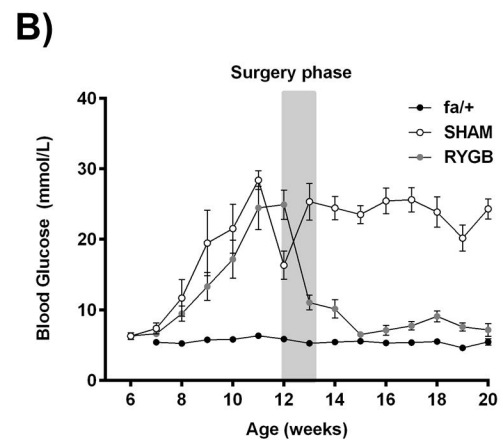 B)
Surgery phase
fa/+
SHAM
RYGB
Blood Glucose (mmol/L)
40
30
20
10
0
6 8 10 12 14 16 18 20
Age (weeks)